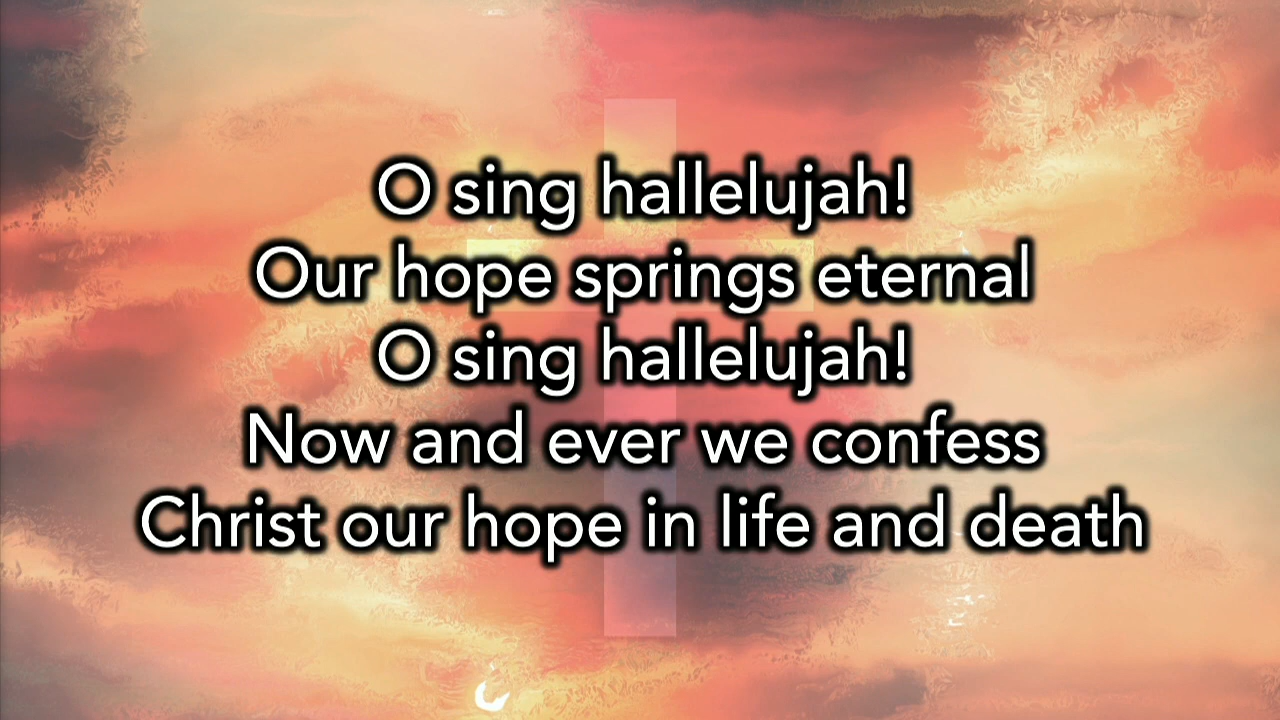 O sing hallelujah!
Our hope springs eternal
O sing hallelujah!
Now and ever we confess
Christ our hope in life and death